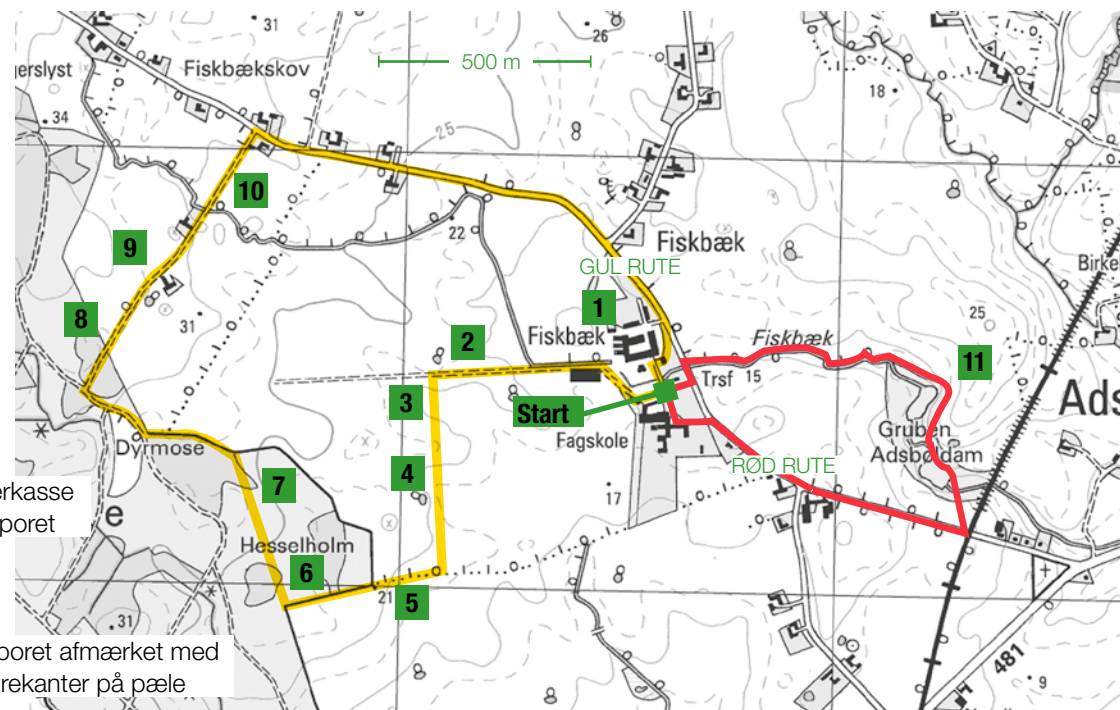 26
gerslyst
Fiskbækskov
500 m
18
34
25
10
22
Fiskbæk
9
GUL RUTE
Birke
1
8
31
2
Fiskbæk
Fiskbæk
25
11
3
Trsf
15
Start
Ads
Fagskole
Gruben
Adsbøldam
Dyrmose
4
RØD RUTE
7
erkasse
poret
e
17
Hesselholm
6
21
5
31
poret afmærket med
rekanter på pæle
481
9